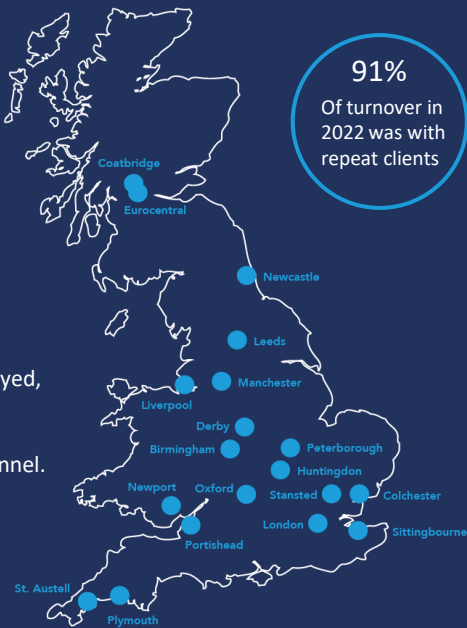 91%
Of turnover in
2022 was with
repeat clients
Coatbridge
Eurocentral
Newcastle
Leeds
yed,
Manchester
Liverpool
Derby
Birmingham
Peterborough
nnel.
Huntingdon
Newport
Oxford
Stansted
Colchester
London
Sittingbourne
Portishead
St. Austell
Plymouth